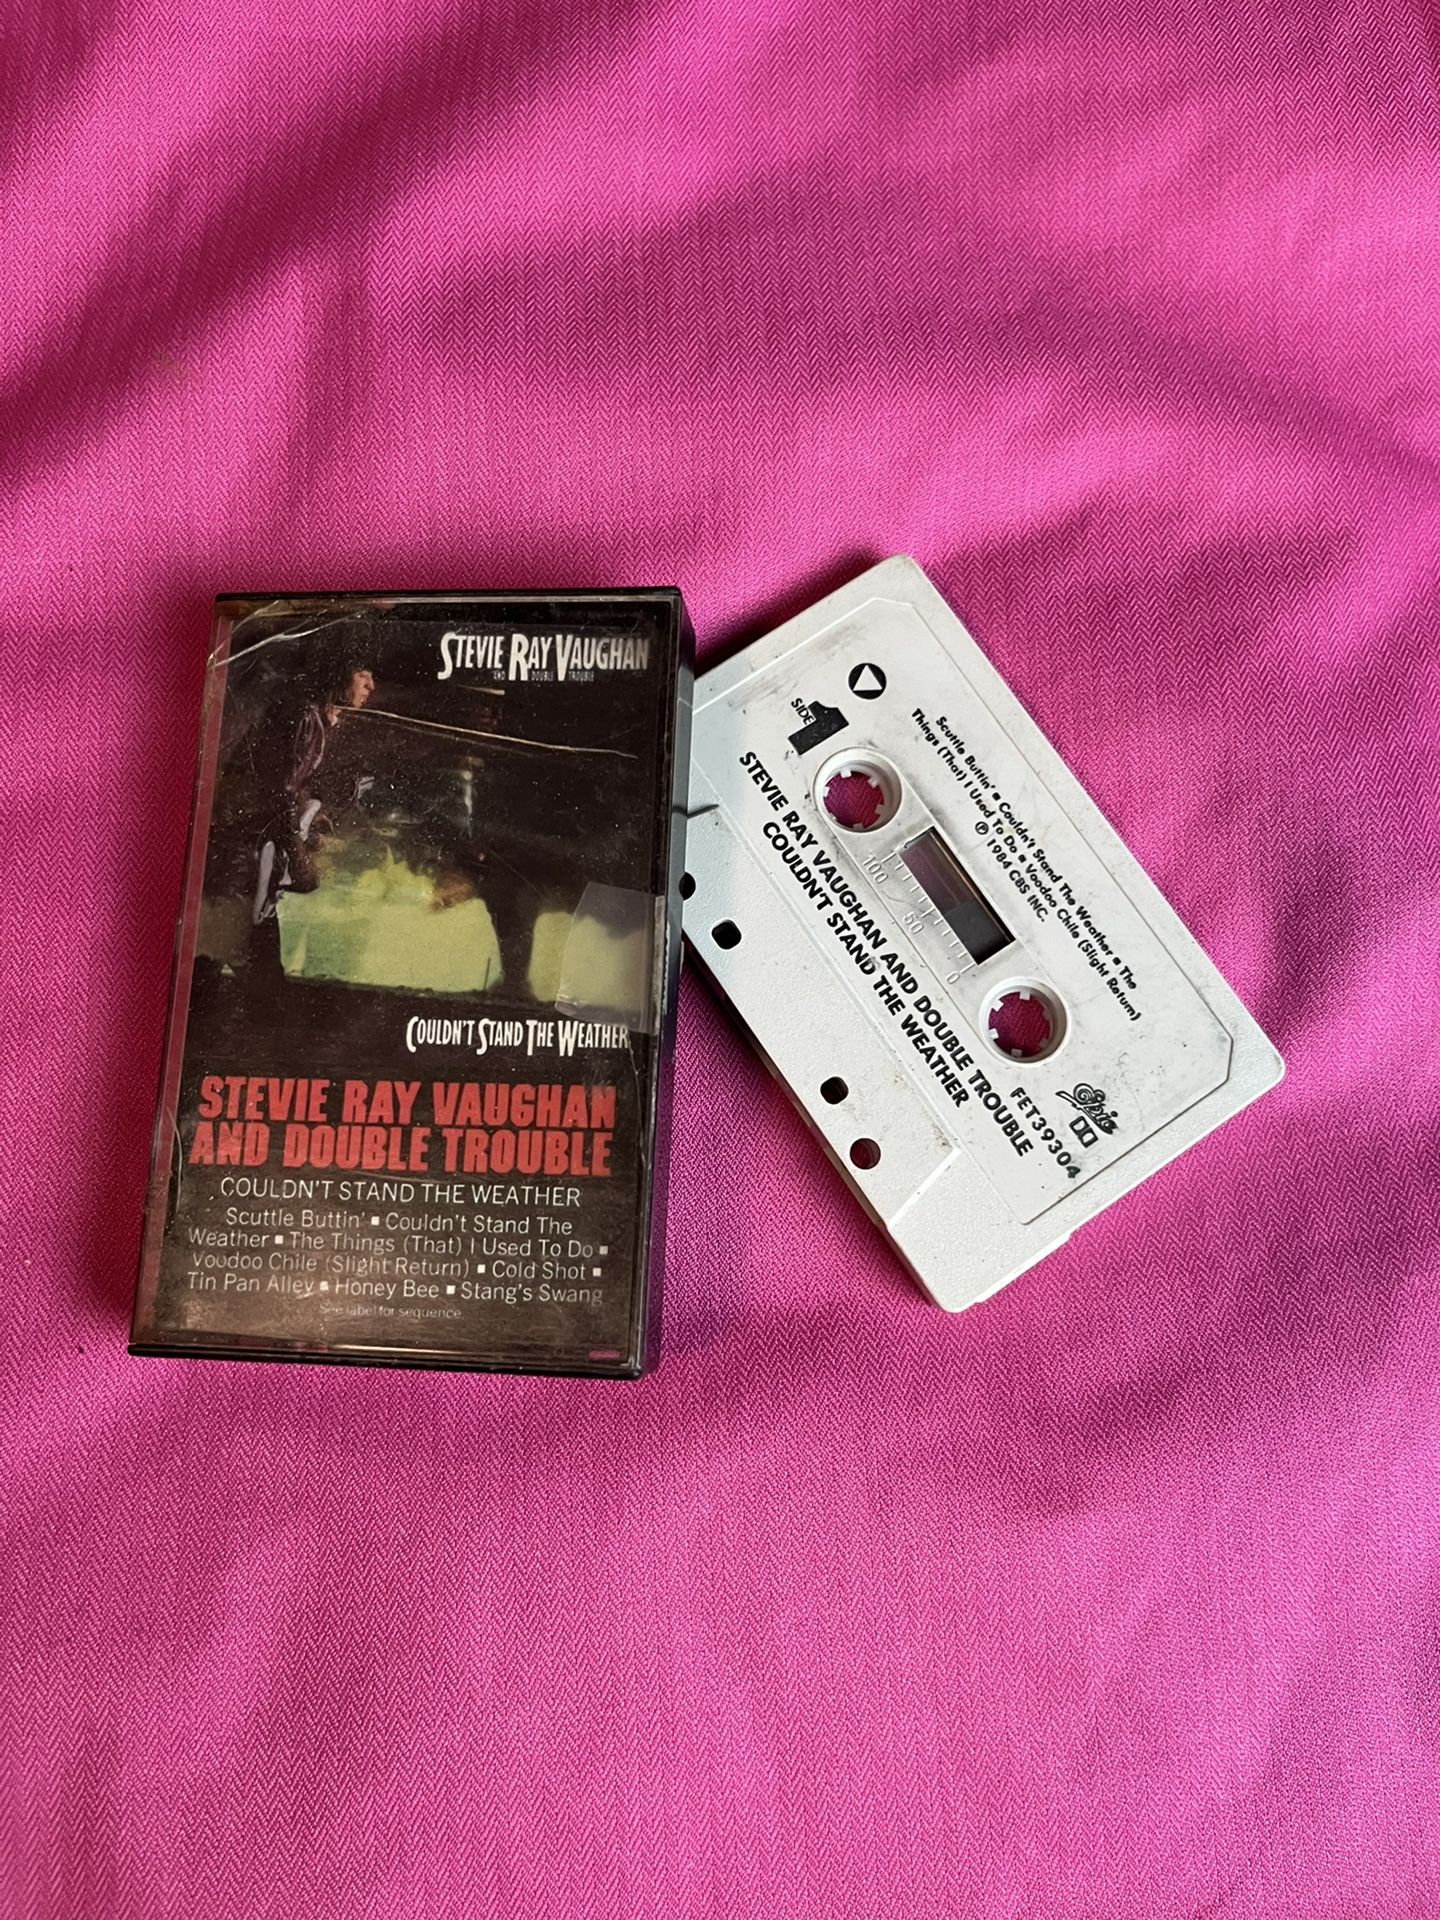 STEVIE RAY VAUGHAN
AND DOUBLE TROUBLE
COULDN'T STAND THE WEATHER
STEVIE RAY VAUGHAN
AND DOUBLE TROUBLE
COULDN'T STAND THE WEATHER
Scuttle Buttin' ▪ Couldn't Stand The
Weather ▪ The Things (That) I Used To Do ▪
Voodoo Chile (Slight Return) ▪ Cold Shot ▪
Tin Pan Alley ▪ Honey Bee ▪ Stang's Swang
See label for sequence
SIDE 1
Scuttle Buttin' ▪ Couldn't Stand The Weather ▪ The
Things (That) I Used To Do ▪ Voodoo Chile (Slight Return)
℗ 1984 CBS INC.
100 50 0
STEVIE RAY VAUGHAN AND DOUBLE TROUBLE
COULDN'T STAND THE WEATHER
FET39304
Epic